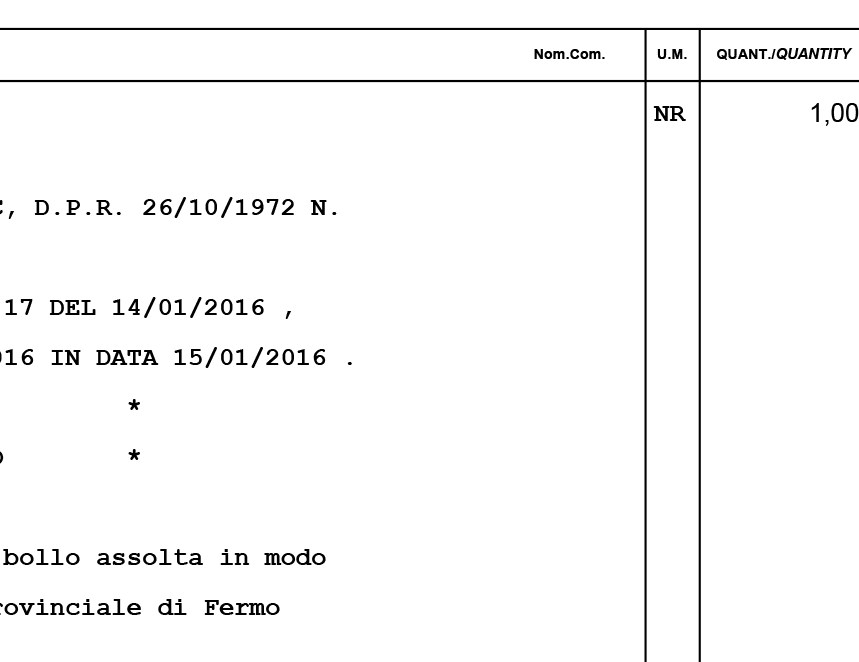 Nom.Com. U.M. QUANT./QUANTITY
NR 1,00
, D.P.R. 26/10/1972 N.
17 DEL 14/01/2016 ,
016 IN DATA 15/01/2016 .
*
*
bollo assolta in modo
rovinciale di Fermo